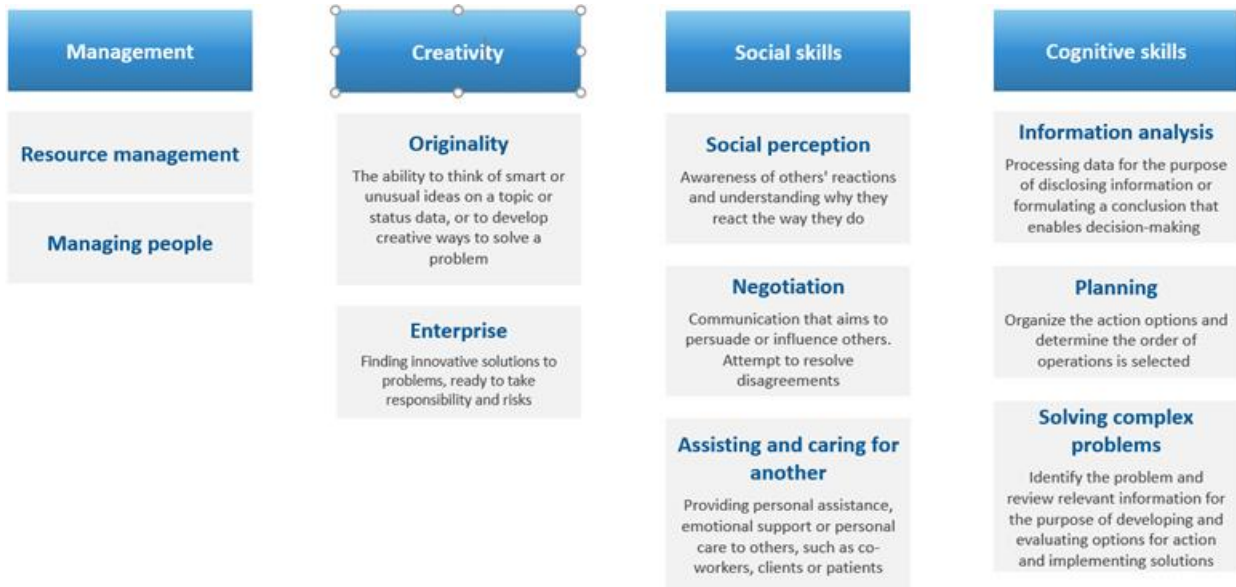 Management
Resource management
Managing people
Creativity
Originality
The ability to think of smart or
unusual ideas on a topic or
status data, or to develop
creative ways to solve a
problem
Enterprise
Finding innovative solutions to
problems, ready to take
responsibility and risks
Social skills
Social perception
Awareness of others' reactions
and understanding why they
react the way they do
Negotiation
Communication that aims to
persuade or influence others.
Attempt to resolve
disagreements
Assisting and caring for
another
Providing personal assistance,
emotional support or personal
care to others, such as co-
workers, clients or patients
Cognitive skills
Information analysis
Processing data for the purpose
of disclosing information or
formulating a conclusion that
enables decision-making
Planning
Organize the action options and
determine the order of
operations is selected
Solving complex
problems
Identify the problem and
review relevant information for
the purpose of developing and
evaluating options for action
and implementing solutions